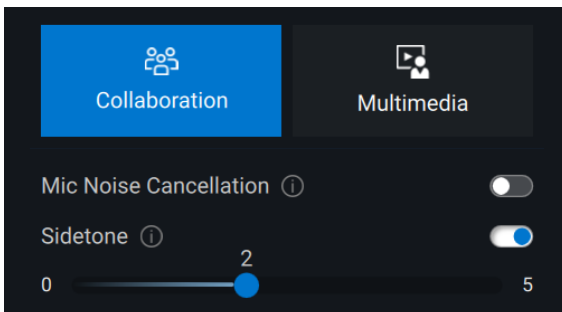 Collaboration Multimedia
Mic Noise Cancellation
Sidetone
2
0 5